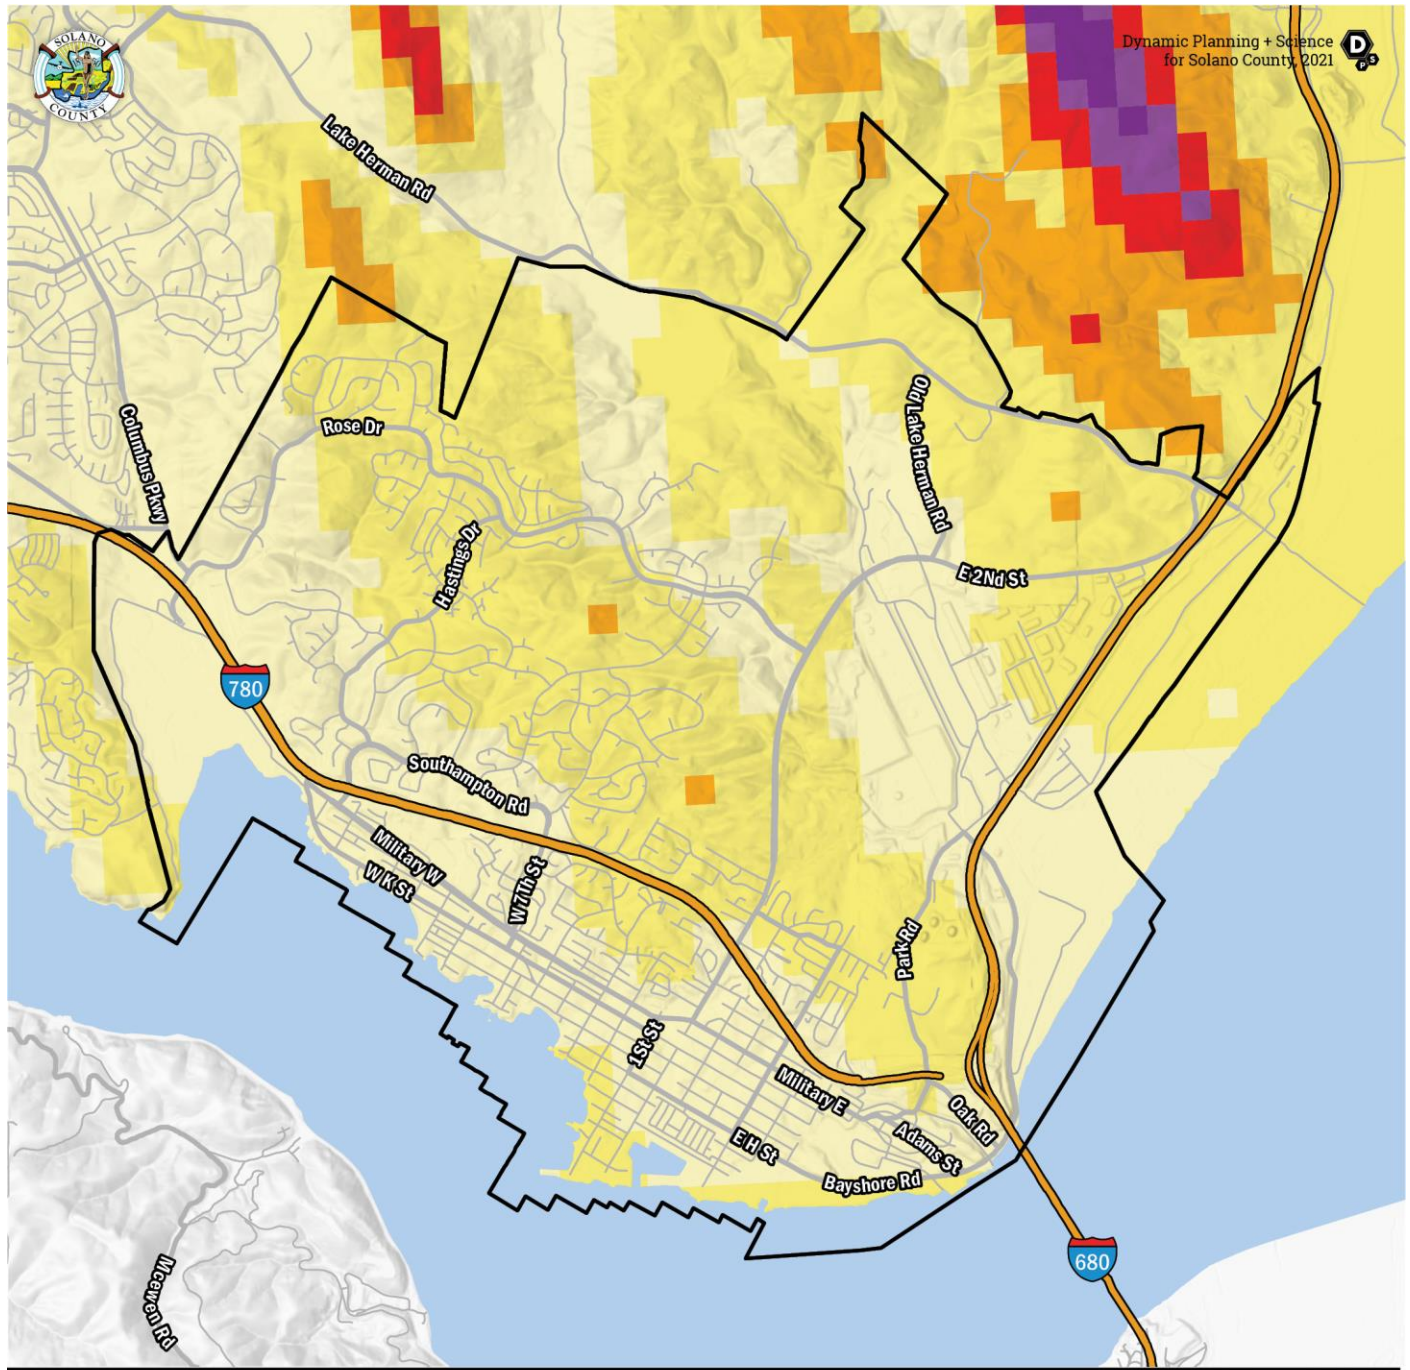 SOLANO
COUNTY
Dynamic Planning + Science
for Solano County, 2021
D
P S
Lake Herman Rd
Columbus Pkwy
Rose Dr
Old Lake Herman Rd
Hastings Dr
E 2Nd St
780
Southampton Rd
Military W
W K St
W 7Th St
Park Rd
1St St
Military E
Oak Rd
Adams St
E H St
Bayshore Rd
680
Mcewen Rd